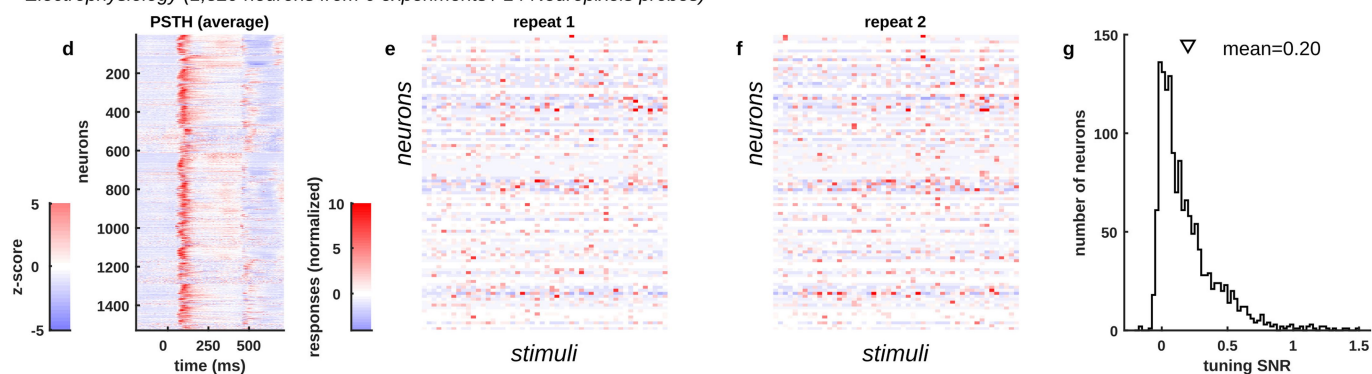 PSTH (average)
repeat 1
repeat 2
d
e
f
g
150
mean=0.20
200
400
600
800
1000
1200
1400
neurons
5
0
-5
z-score
0
250
500
time (ms)
10
5
0
responses (normalized)
neurons
stimuli
neurons
stimuli
100
50
0
number of neurons
0
0.5
1
1.5
tuning SNR